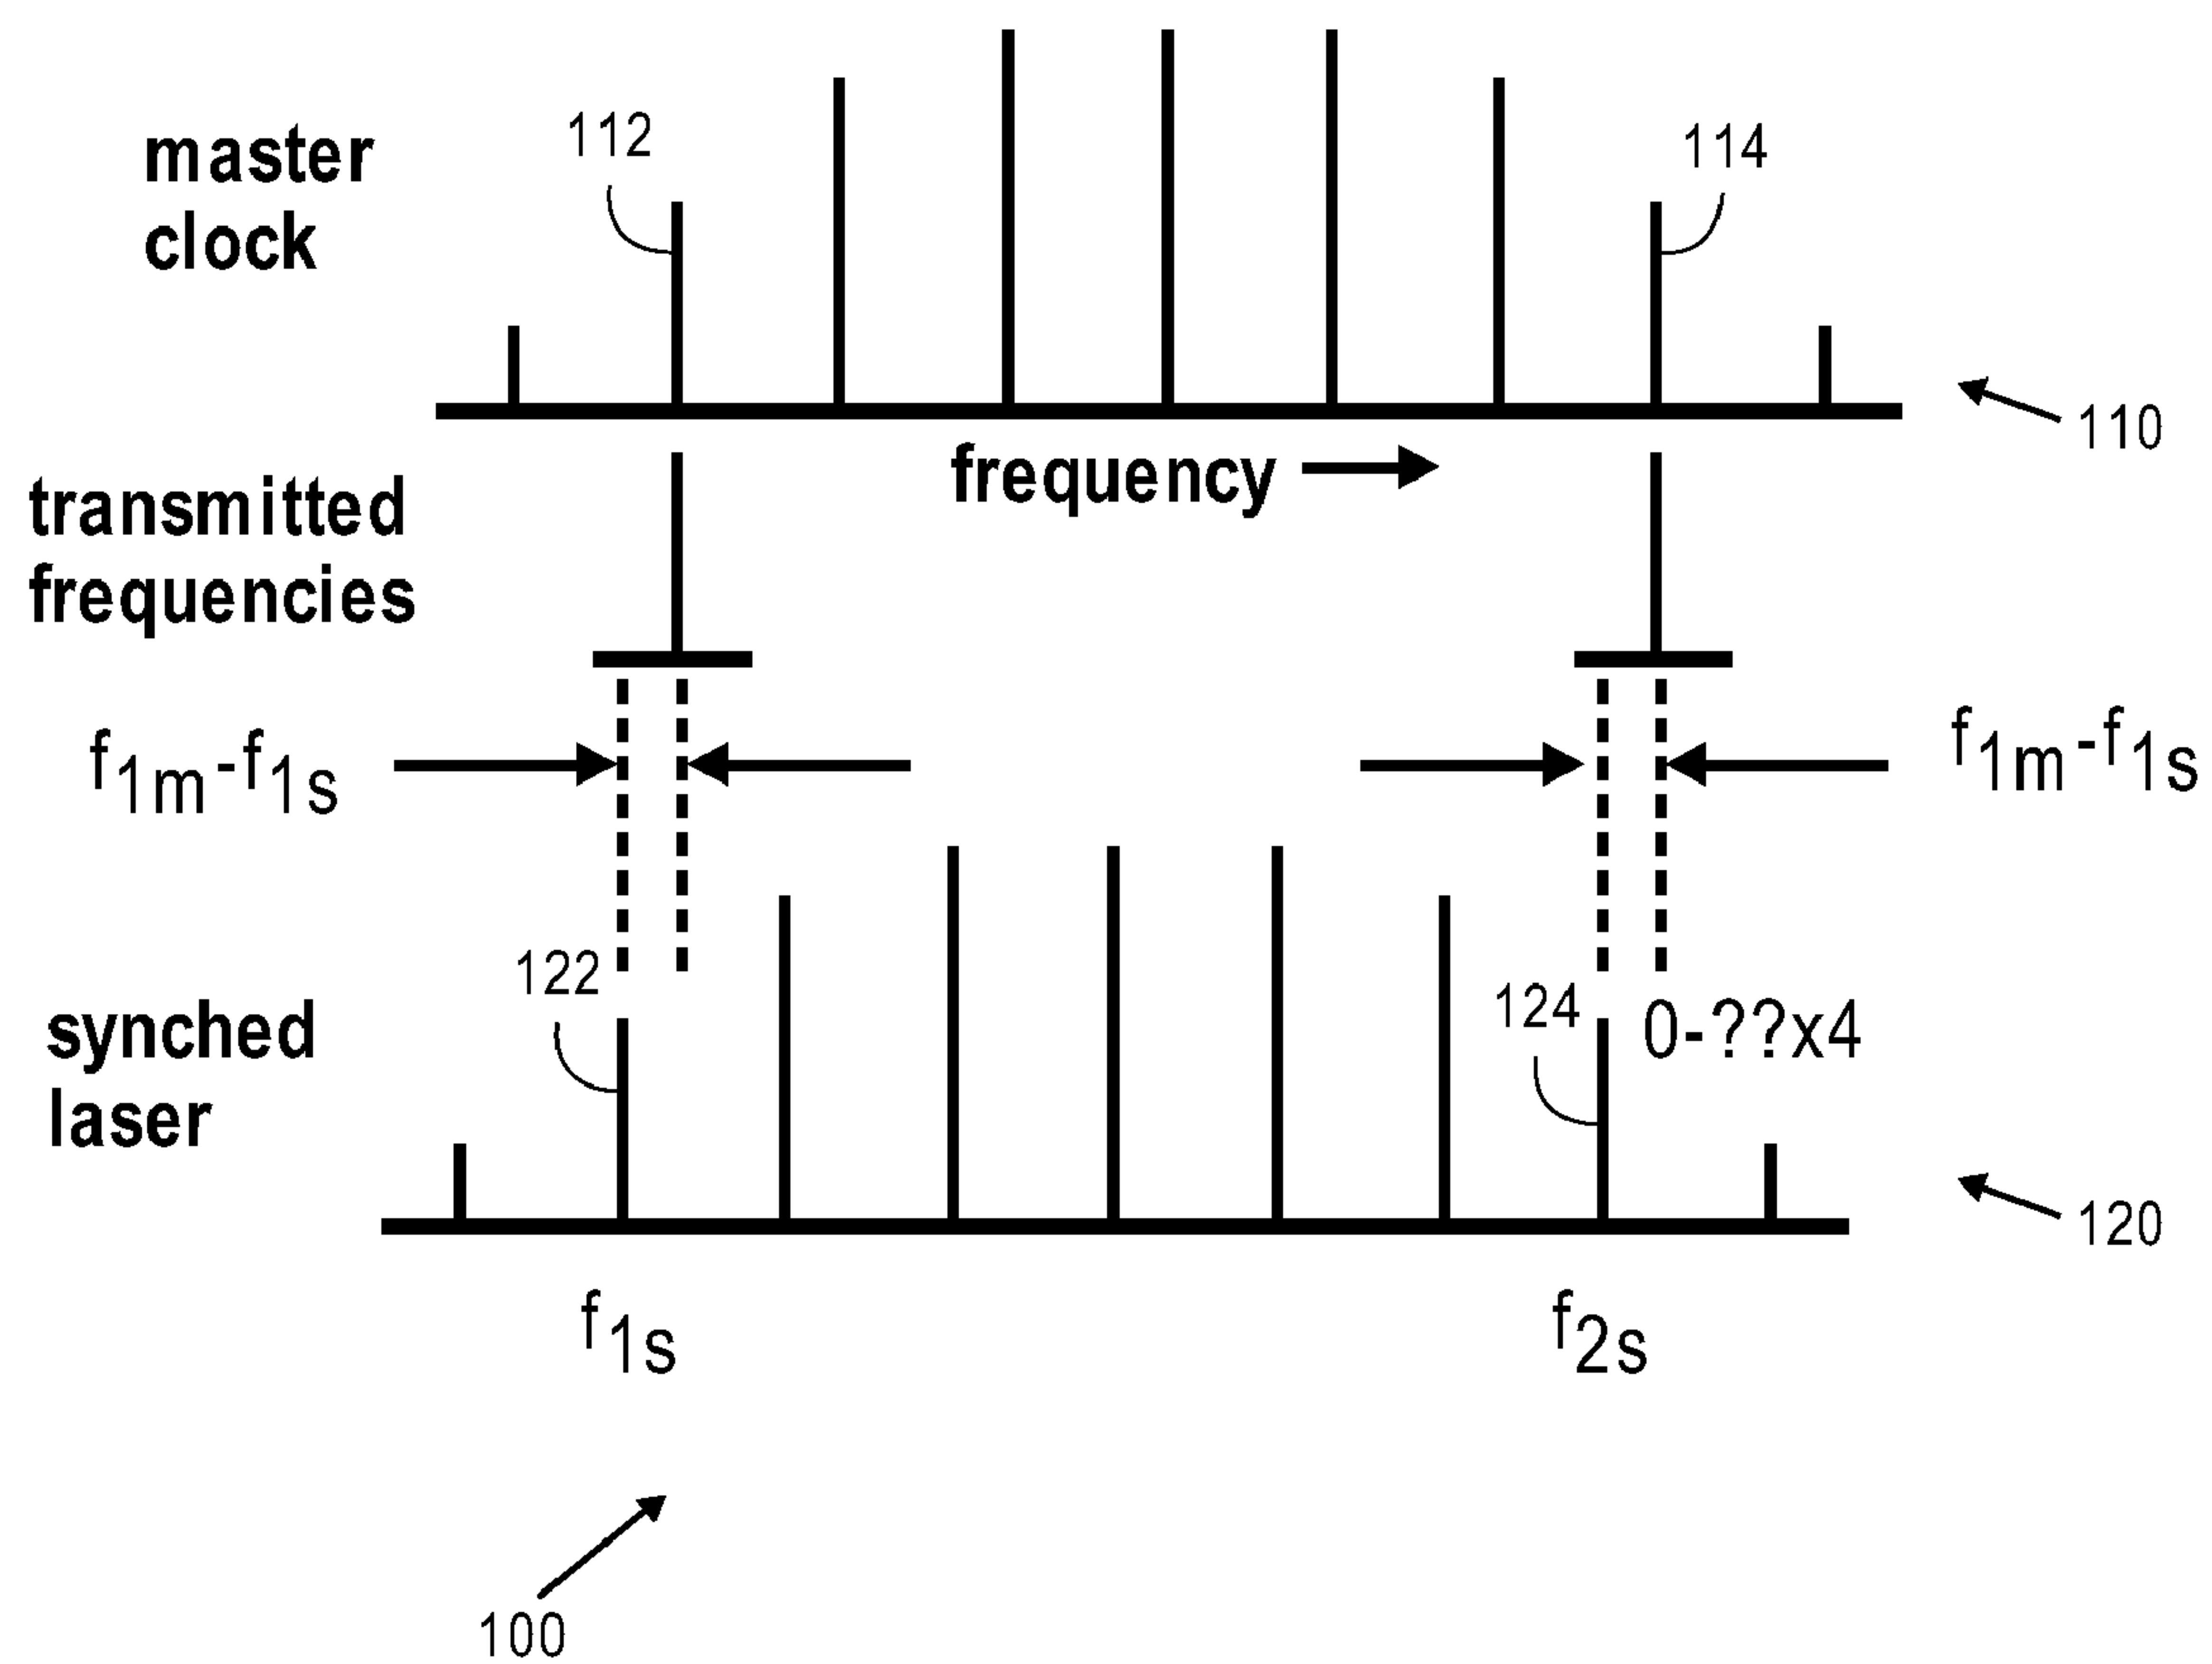 master
clock
112
114
110
frequency
transmitted
frequencies
f1m-f1s
f1m-f1s
122
124
0-??x4
synched
laser
120
f1s
f2s
100